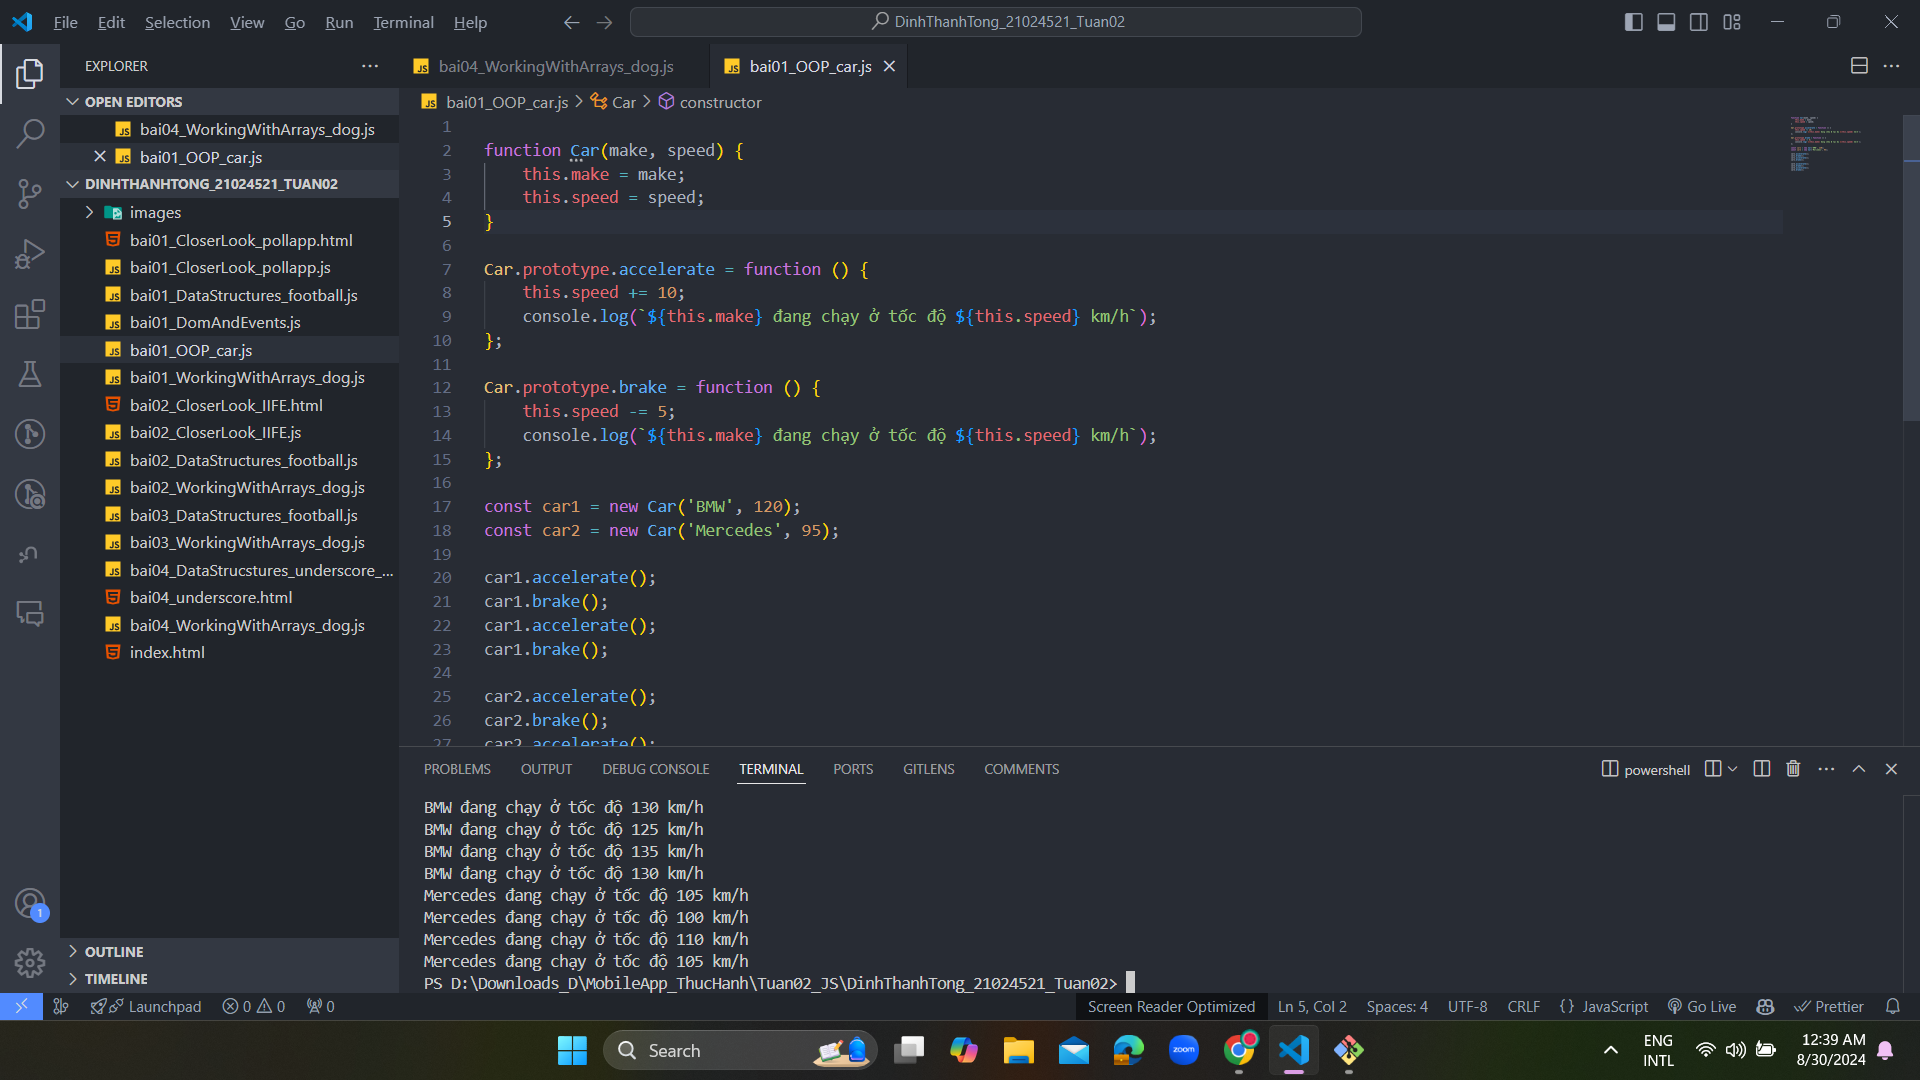 File Edit Selection View Go Run Terminal Help
DinhThanhTong_21024521_Tuan02
EXPLORER
OPEN EDITORS
bai04_WorkingWithArrays_dog.js
bai01_OOP_car.js
DINHTHANHTONG_21024521_TUAN02
images
bai01_CloserLook_pollapp.html
bai01_CloserLook_pollapp.js
bai01_DataStructures_football.js
bai01_DomAndEvents.js
bai01_OOP_car.js
bai01_WorkingWithArrays_dog.js
bai02_CloserLook_IIFE.html
bai02_CloserLook_IIFE.js
bai02_DataStructures_football.js
bai02_WorkingWithArrays_dog.js
bai03_DataStructures_football.js
bai03_WorkingWithArrays_dog.js
bai04_DataStrucstures_underscore_...
bai04_underscore.html
bai04_WorkingWithArrays_dog.js
index.html
OUTLINE
TIMELINE
bai04_WorkingWithArrays_dog.js bai01_OOP_car.js
bai01_OOP_car.js > Car > constructor
1
2 function Car(make, speed) {
3 this.make = make;
4 this.speed = speed;
5 }
6
7 Car.prototype.accelerate = function () {
8 this.speed += 10;
9 console.log(`${this.make} đang chạy ở tốc độ ${this.speed} km/h`);
10 };
11
12 Car.prototype.brake = function () {
13 this.speed -= 5;
14 console.log(`${this.make} đang chạy ở tốc độ ${this.speed} km/h`);
15 };
16
17 const car1 = new Car('BMW', 120);
18 const car2 = new Car('Mercedes', 95);
19
20 car1.accelerate();
21 car1.brake();
22 car1.accelerate();
23 car1.brake();
24
25 car2.accelerate();
26 car2.brake();
27 car2.accelerate();
PROBLEMS OUTPUT DEBUG CONSOLE TERMINAL PORTS GITLENS COMMENTS
powershell
BMW đang chạy ở tốc độ 130 km/h
BMW đang chạy ở tốc độ 125 km/h
BMW đang chạy ở tốc độ 135 km/h
BMW đang chạy ở tốc độ 130 km/h
Mercedes đang chạy ở tốc độ 105 km/h
Mercedes đang chạy ở tốc độ 100 km/h
Mercedes đang chạy ở tốc độ 110 km/h
Mercedes đang chạy ở tốc độ 105 km/h
PS D:\Downloads_D\MobileApp_ThucHanh\Tuan02_JS\DinhThanhTong_21024521_Tuan02>
1
Launchpad 0 0 0 Screen Reader Optimized Ln 5, Col 2 Spaces: 4 UTF-8 CRLF {} JavaScript Go Live Prettier
Search
zoom
ENG
INTL
12:39 AM
8/30/2024